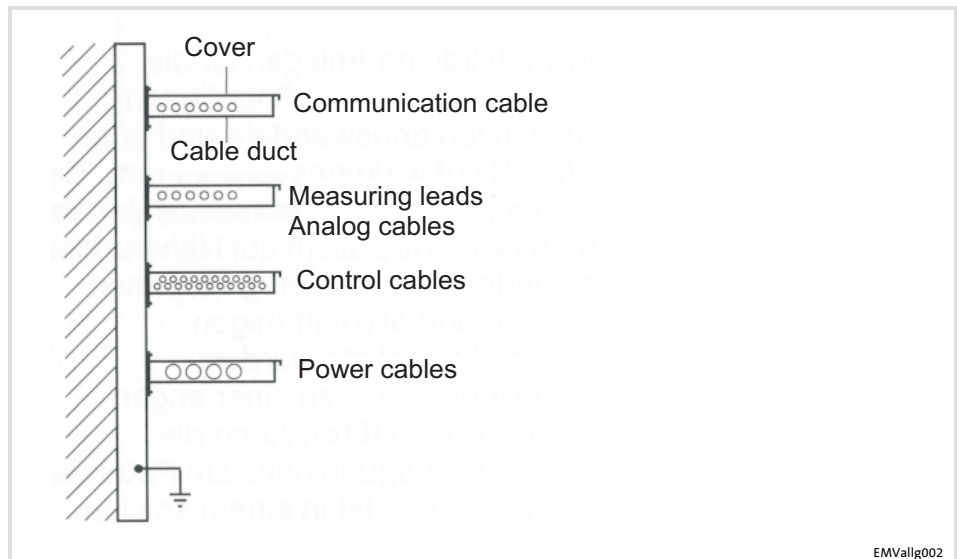 Cover
Communication cable
Cable duct
Measuring leads
Analog cables
Control cables
Power cables
EMVallg002